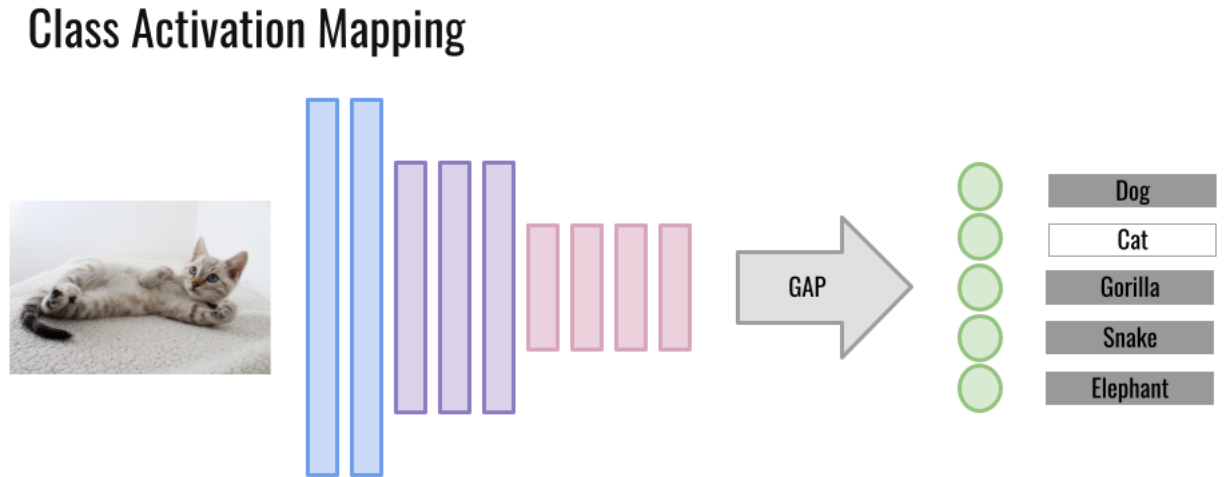 Class Activation Mapping
GAP
Dog
Cat
Gorilla
Snake
Elephant